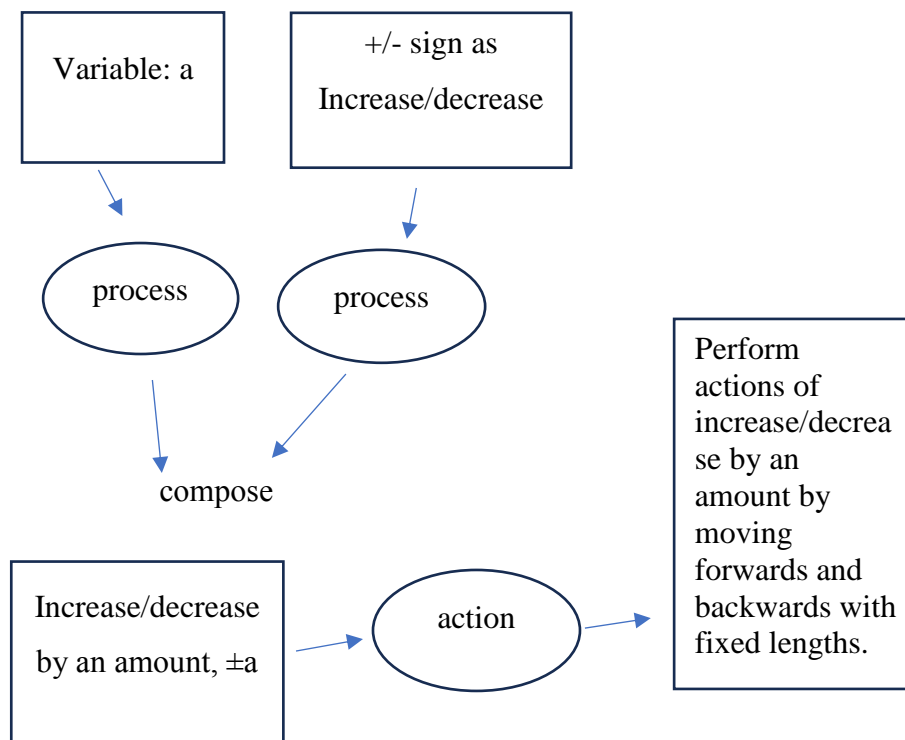 Variable: a
+/- sign as
Increase/decrease
process
process
compose
Increase/decrease
by an amount, ±a
action
Perform
actions of
increase/decrea
se by an
amount by
moving
forwards and
backwards with
fixed lengths.